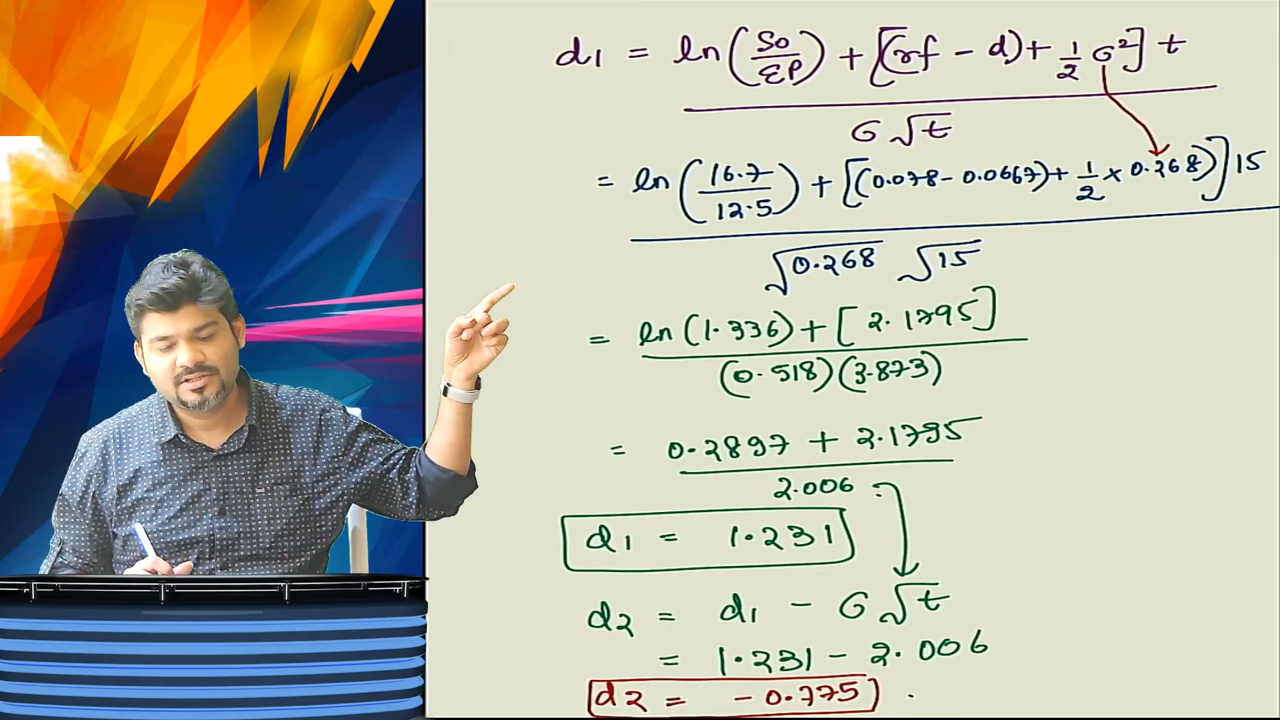 d1 = ln(So/EP) + [(rf - d) + 1/2 σ²] t
σ√t
= ln(16.7/12.5) + [(0.078 - 0.0667) + 1/2 × 0.268)] 15
√0.268 √15
= ln(1.336) + [2.1795]
(0.518)(3.873)
= 0.2897 + 2.1795
2.006
d1 = 1.231
d2 = d1 - σ√t
= 1.231 - 2.006
d2 = -0.775